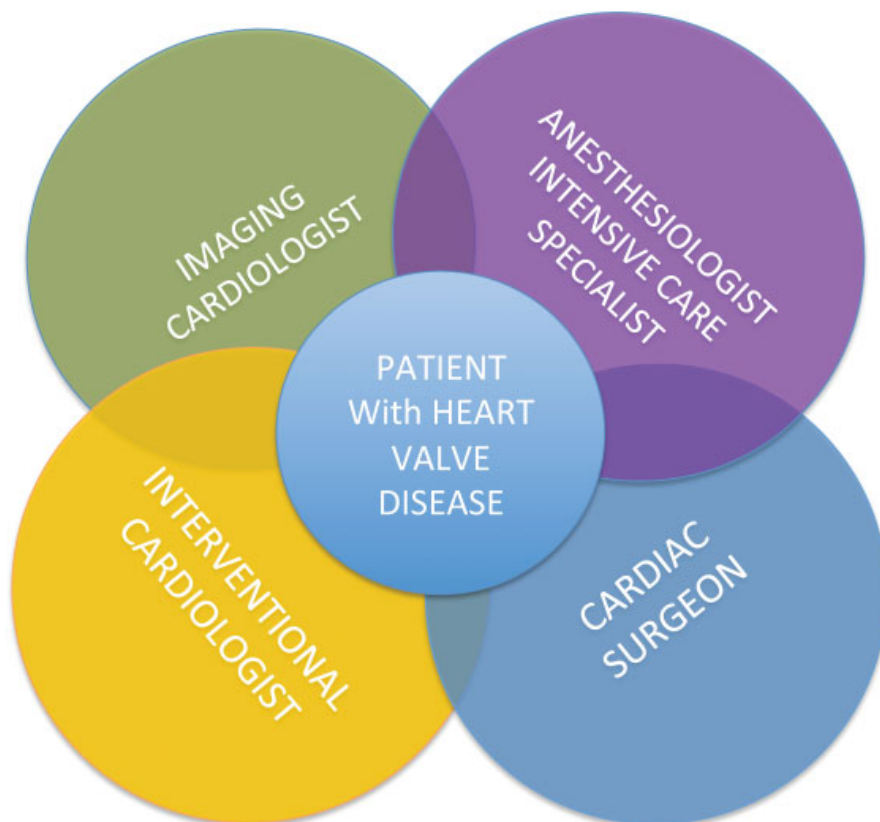 IMAGING
CARDIOLOGIST
ANESTHESIOLOGIST
INTENSIVE CARE
SPECIALIST
PATIENT
With HEART
VALVE
DISEASE
INTERVENTIONAL
CARDIOLOGIST
CARDIAC
SURGEON